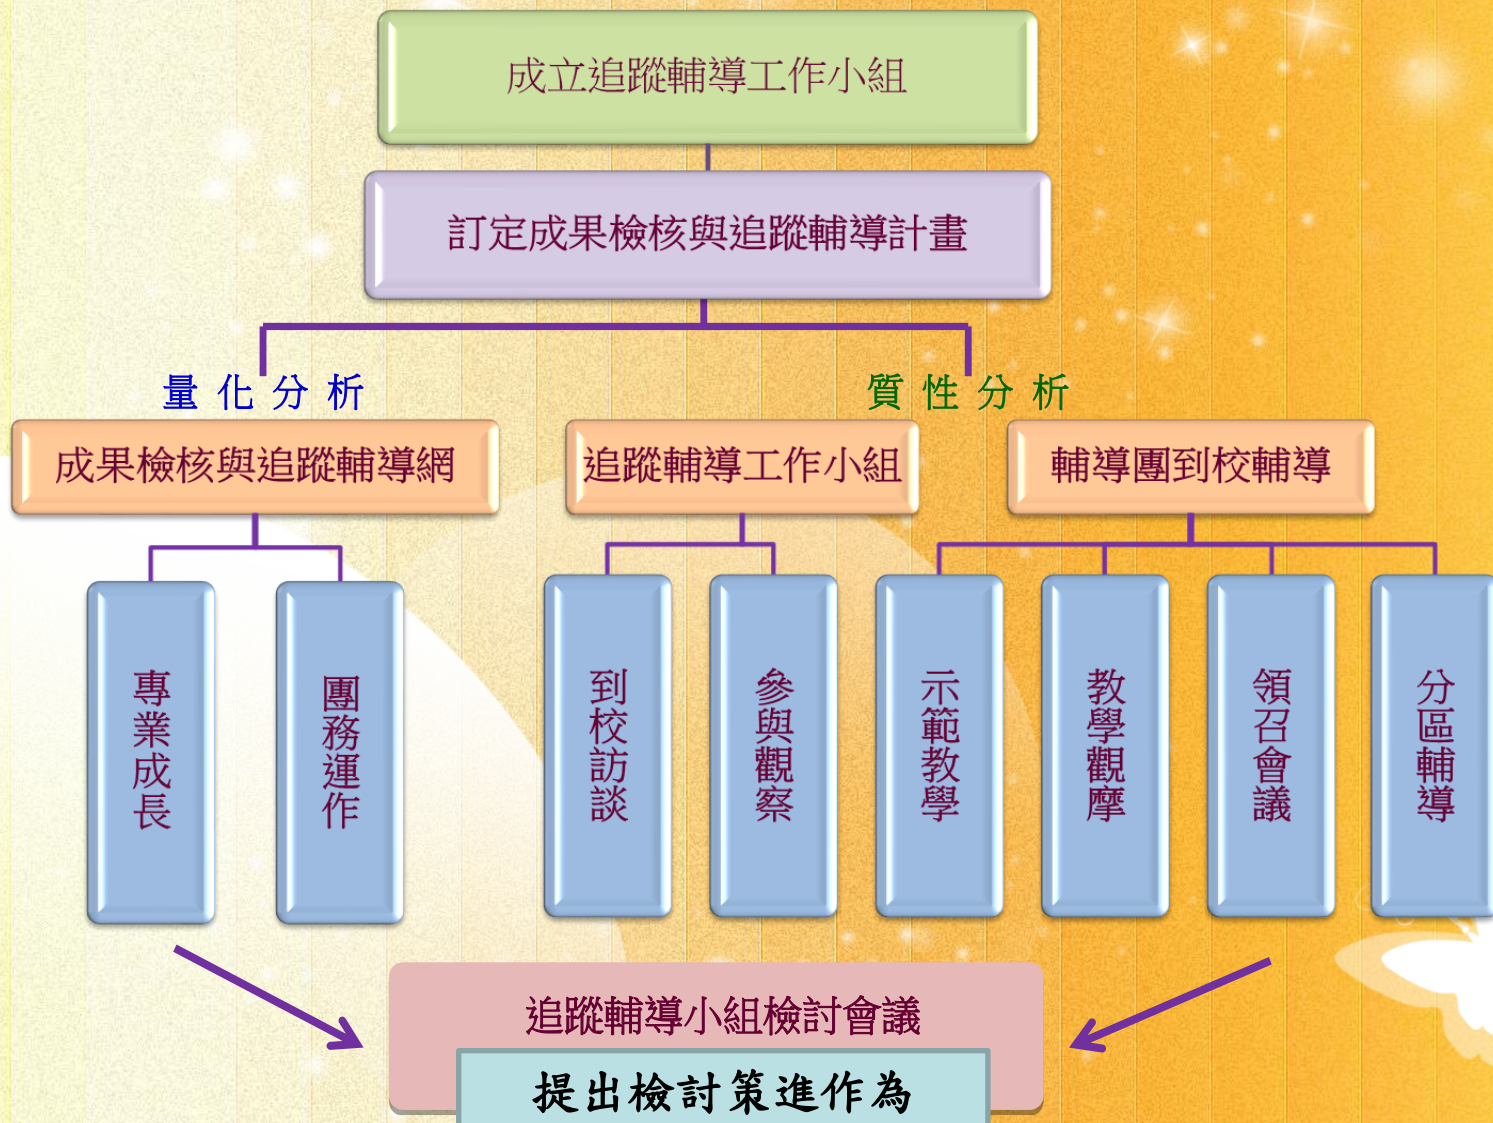 成立追蹤輔導工作小組
訂定成果檢核與追蹤輔導計畫
量化分析
質性分析
成果檢核與追蹤輔導網
追蹤輔導工作小組
輔導團到校輔導
專業成長
團務運作
到校訪談
參與觀察
示範教學
教學觀摩
領召會議
分區輔導
追蹤輔導小組檢討會議
提出檢討策進作為